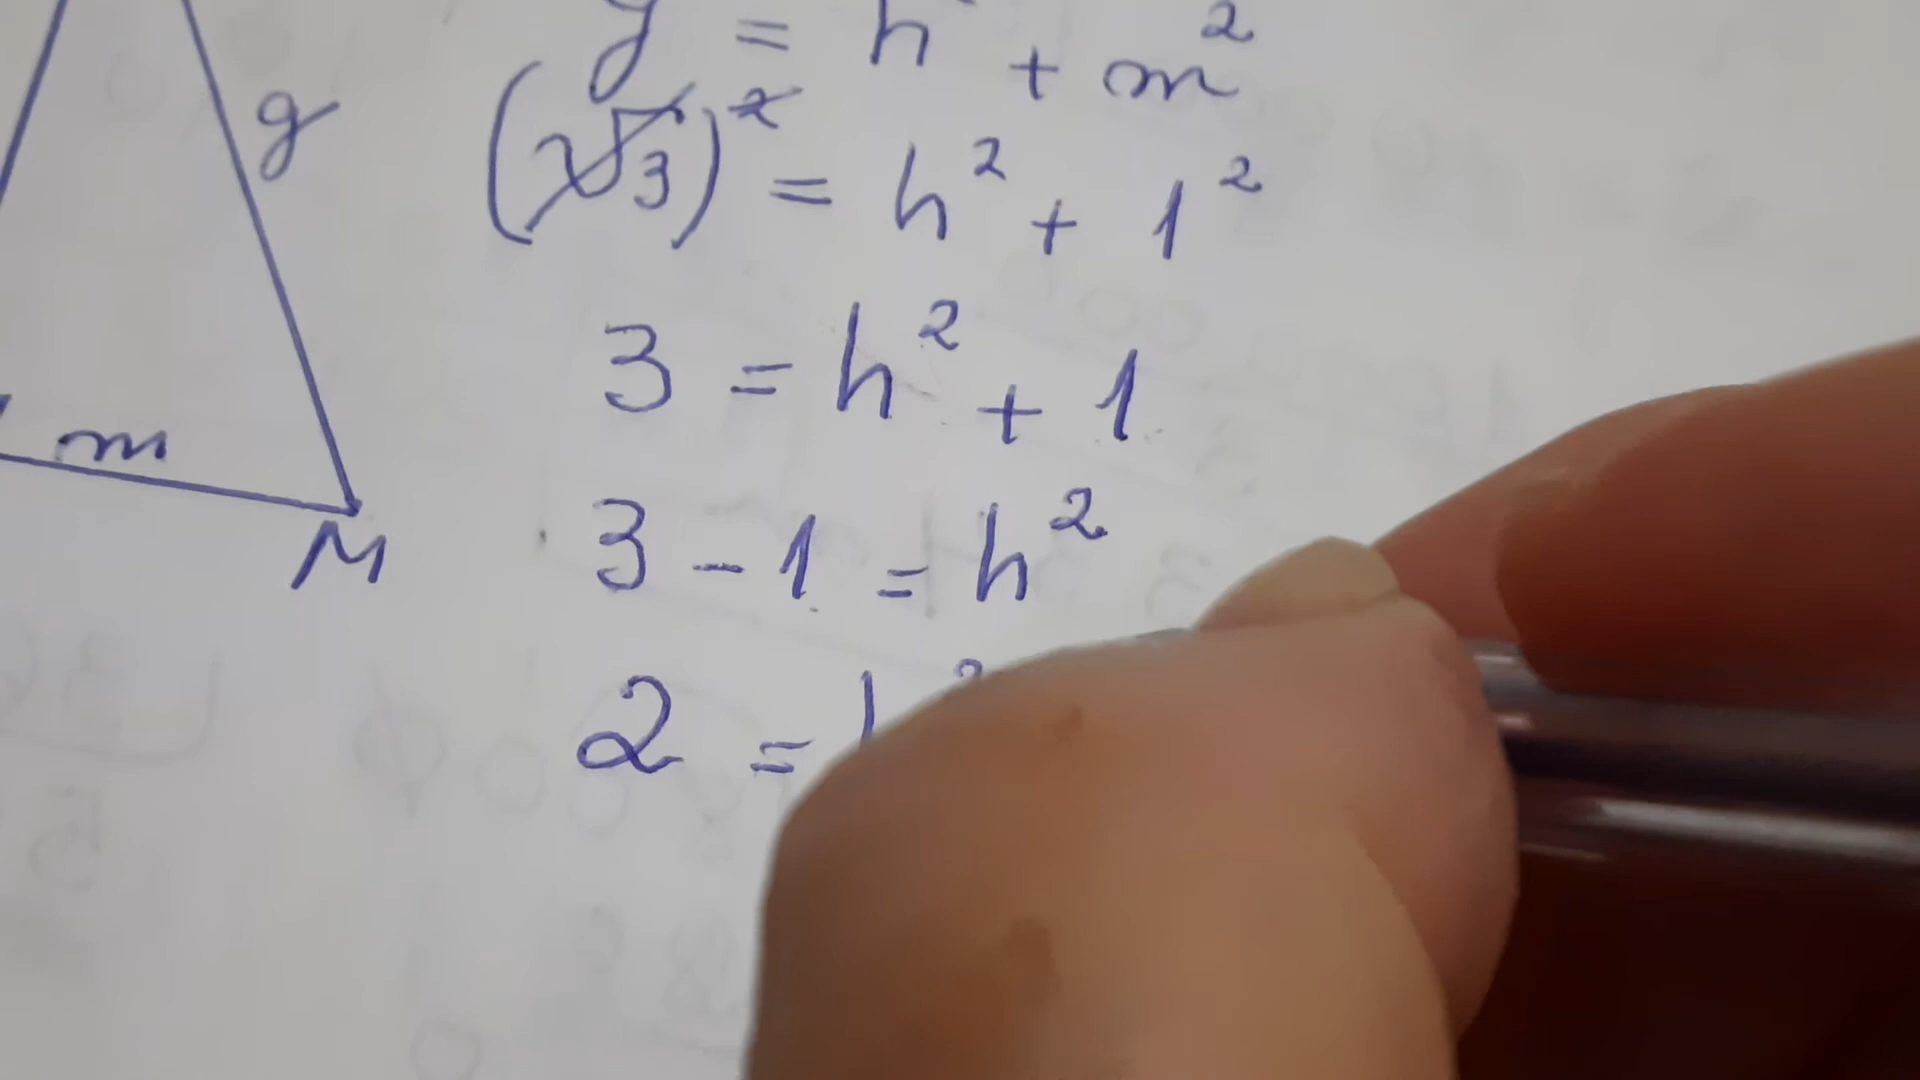 g = h + m²
g
(√3)² = h² + 1²
3 = h² + 1
m
3 - 1 = h²
M
2 =